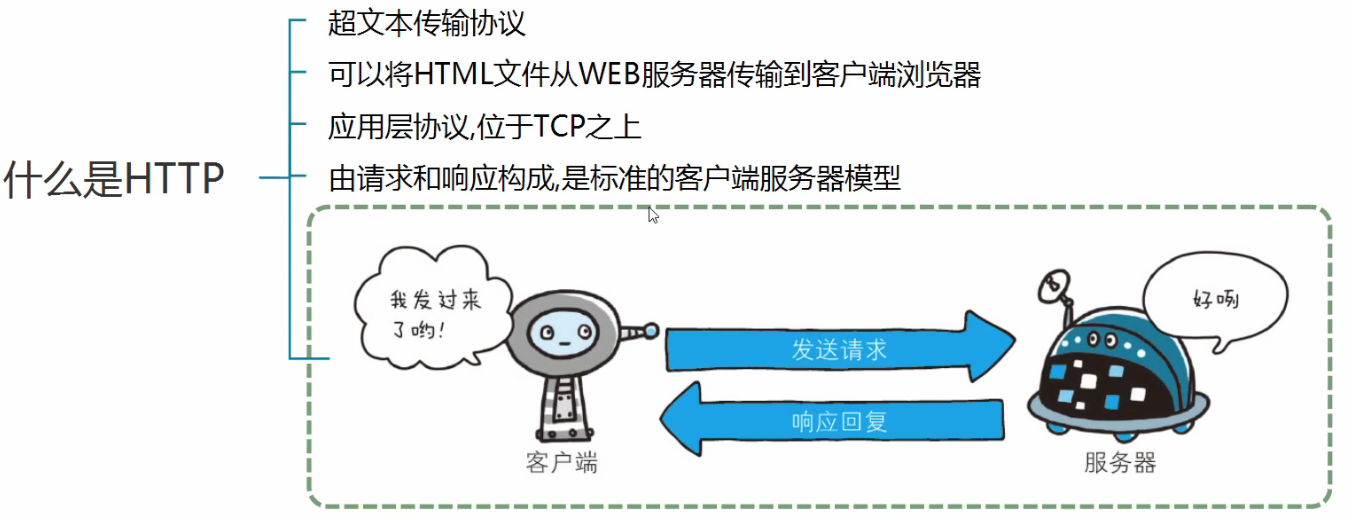 什么是HTTP
超文本传输协议
可以将HTML文件从WEB服务器传输到客户端浏览器
应用层协议,位于TCP之上
由请求和响应构成,是标准的客户端服务器模型
我发过来
了哟!
好咧
发送请求
响应回复
客户端
服务器